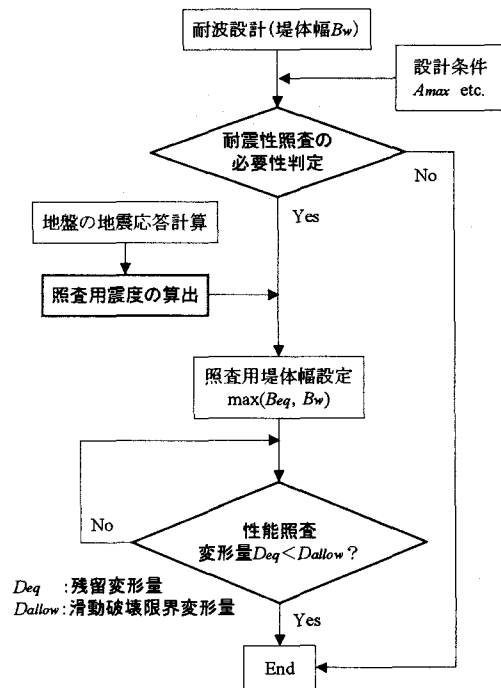 耐波設計(堤体幅Bw)
設計条件
Amax etc.
耐震性照査の
必要性判定
No
Yes
地盤の地震応答計算
照査用震度の算出
照査用堤体幅設定
max(Beq, Bw)
No
性能照査
変形量Deq<Dallow?
Deq :残留変形量
Dallow:滑動破壊限界変形量
Yes
End